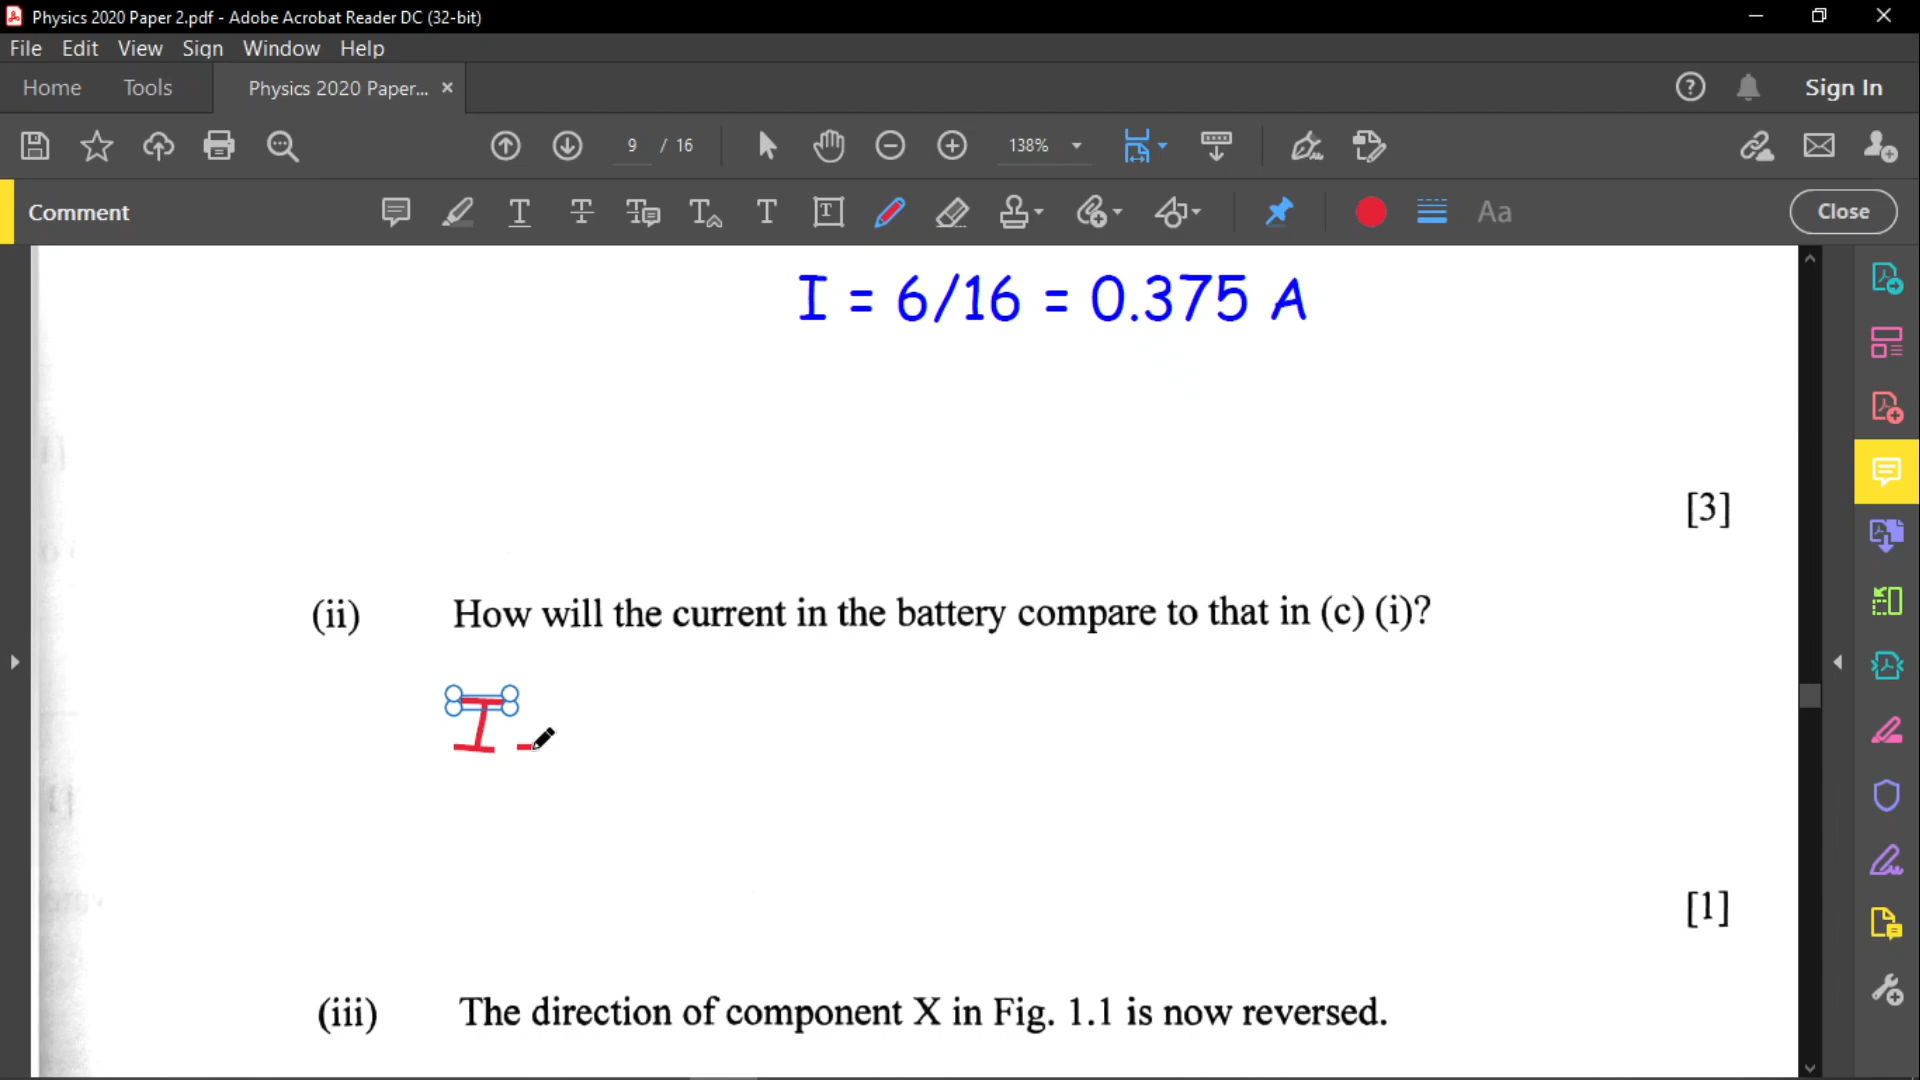 Physics 2020 Paper 2.pdf - Adobe Acrobat Reader DC (32-bit)
File Edit View Sign Window Help
Home Tools Physics 2020 Paper... × Sign In
9 / 16 138%
Comment Aa Close
I = 6/16 = 0.375 A
[3]
(ii) How will the current in the battery compare to that in (c) (i)?
I
[1]
(iii) The direction of component X in Fig. 1.1 is now reversed.